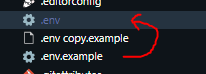 .editorconfig
.env
.env copy.example
.env.example
.gitattributes